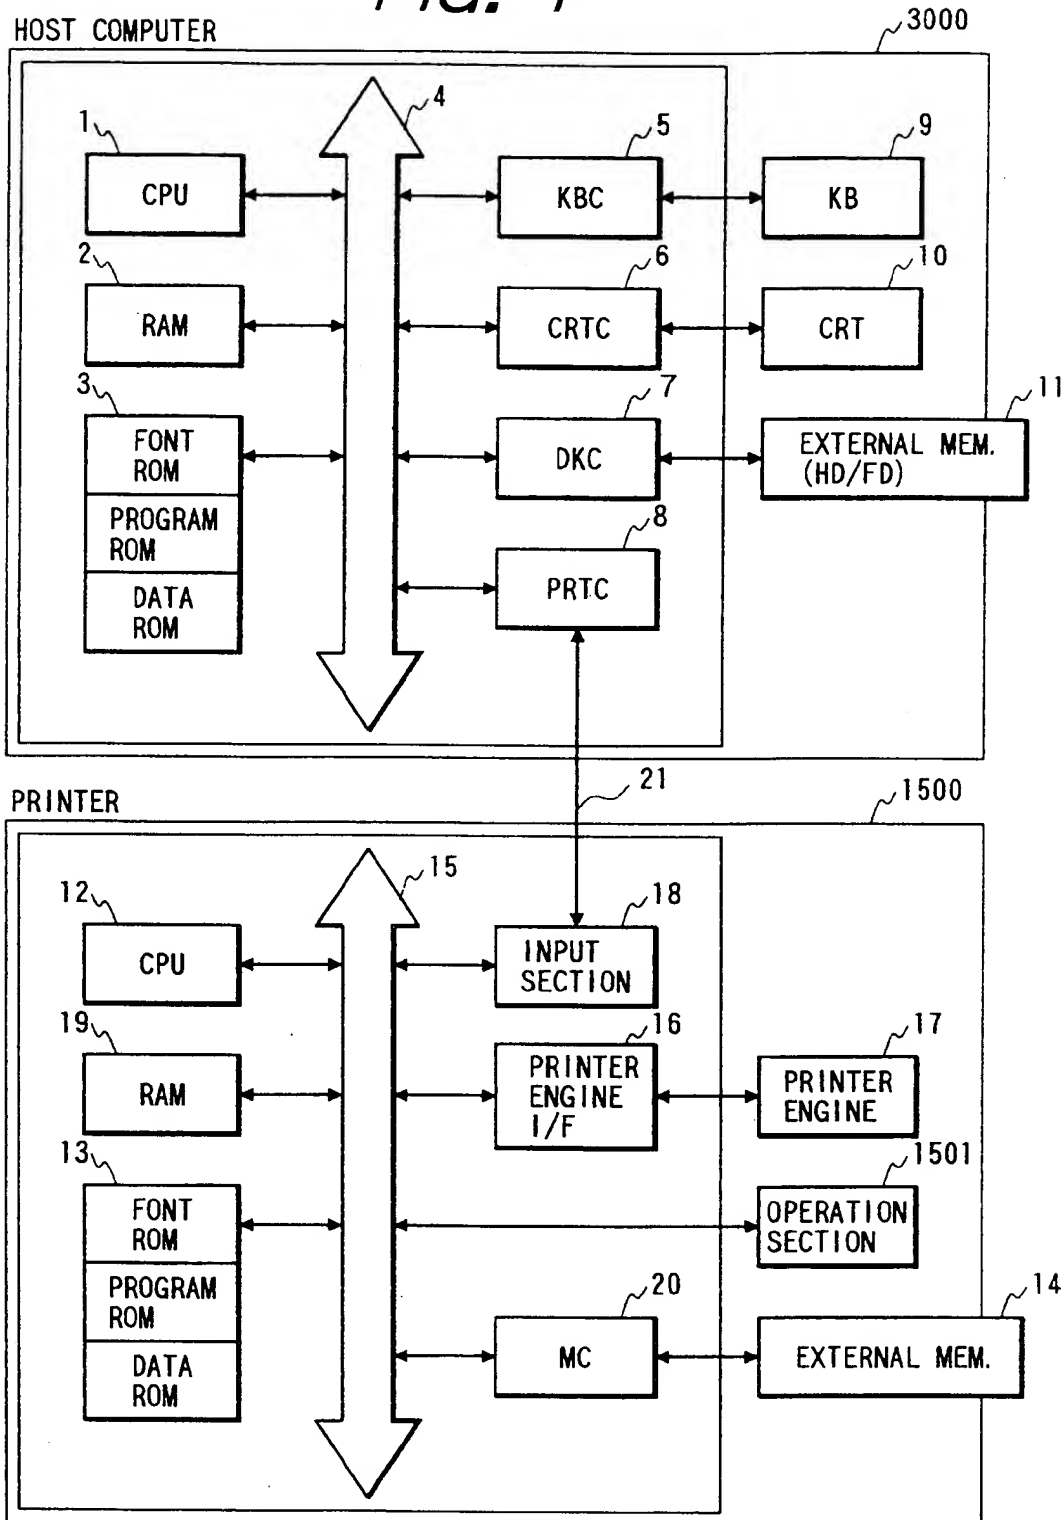 HOST COMPUTER
3000
1
CPU
4
5
KBC
9
KB
2
RAM
6
CRTC
10
CRT
3
FONT
ROM
PROGRAM
ROM
DATA
ROM
7
DKC
11
EXTERNAL MEM.
(HD/FD)
8
PRTC
21
PRINTER
1500
12
CPU
15
18
INPUT
SECTION
19
RAM
16
PRINTER
ENGINE
I/F
17
PRINTER
ENGINE
13
FONT
ROM
PROGRAM
ROM
DATA
ROM
1501
OPERATION
SECTION
20
MC
14
EXTERNAL MEM.